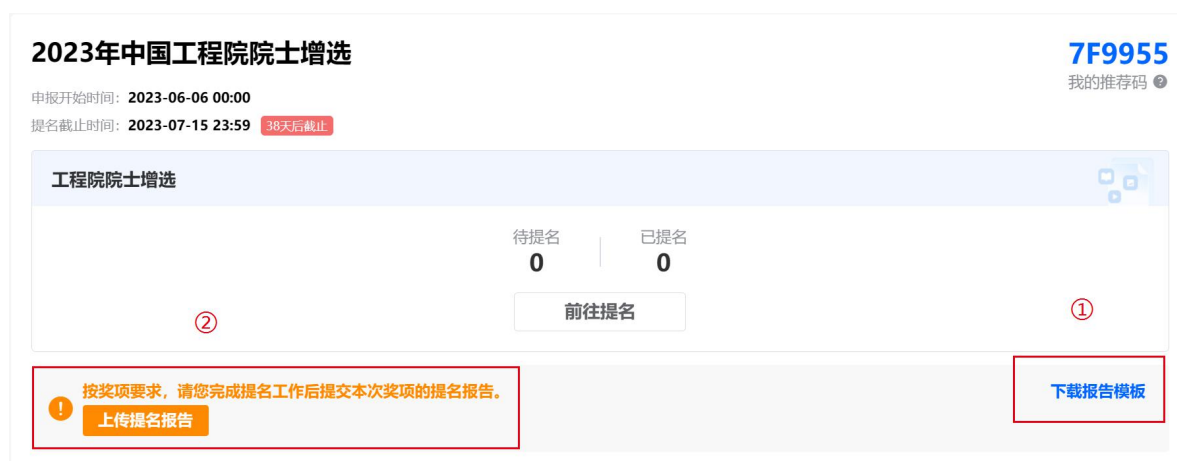 2023年中国工程院院士增选
7F9955
我的推荐码
申报开始时间：2023-06-06 00:00
提名截止时间：2023-07-15 23:59 38天后截止
工程院院士增选
待提名 已提名
0 0
前往提名
② ①
按奖项要求，请您完成提名工作后提交本次奖项的提名报告。
下载报告模板
上传提名报告